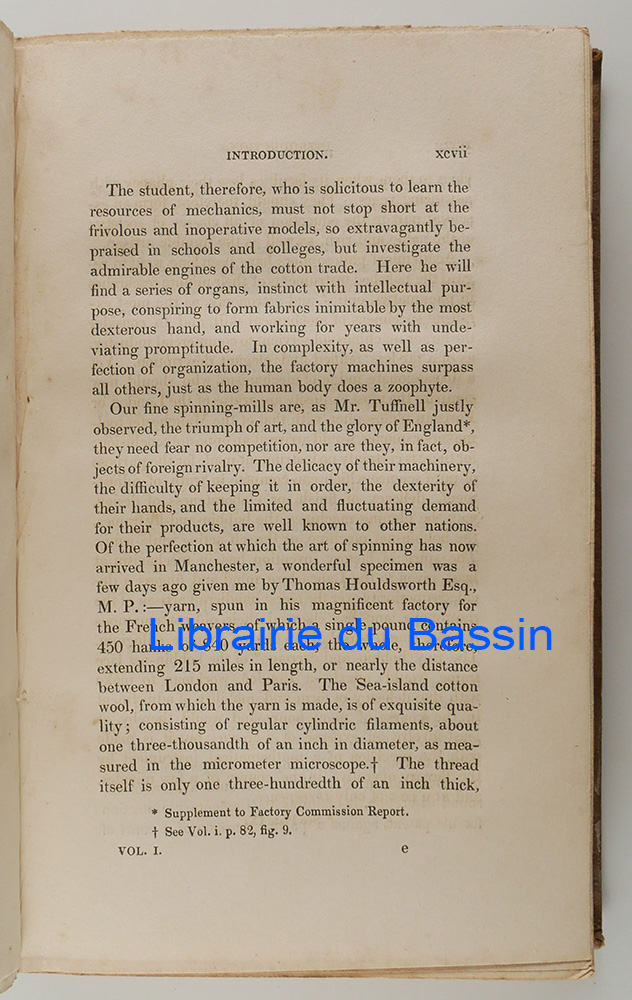 INTRODUCTION. xcvii
The student, therefore, who is solicitous to learn the
resources of mechanics, must not stop short at the
frivolous and inoperative models, so extravagantly be-
praised in schools and colleges, but investigate the
admirable engines of the cotton trade. Here he will
find a series of organs, instinct with intellectual pur-
pose, conspiring to form fabrics inimitable by the most
dexterous hand, and working for years with unde-
viating promptitude. In complexity, as well as per-
fection of organization, the factory machines surpass
all others, just as the human body does a zoophyte.
Our fine spinning-mills are, as Mr. Tuffnell justly
observed, the triumph of art, and the glory of England*,
they need fear no competition, nor are they, in fact, ob-
jects of foreign rivalry. The delicacy of their machinery,
the difficulty of keeping it in order, the dexterity of
their hands, and the limited and fluctuating demand
for their products, are well known to other nations.
Of the perfection at which the art of spinning has now
arrived in Manchester, a wonderful specimen was a
few days ago given me by Thomas Houldsworth Esq.,
M. P. :—yarn, spun in his magnificent factory for
the French weavers, of which a single pound contains
Librairie du Bassin
450 hanks of 840 yards each; the whole, therefore,
extending 215 miles in length, or nearly the distance
between London and Paris. The Sea-island cotton
wool, from which the yarn is made, is of exquisite qua-
lity; consisting of regular cylindric filaments, about
one three-thousandth of an inch in diameter, as mea-
sured in the micrometer microscope.† The thread
itself is only one three-hundredth of an inch thick,
* Supplement to Factory Commission Report.
† See Vol. i. p. 82, fig. 9.
VOL. I. e